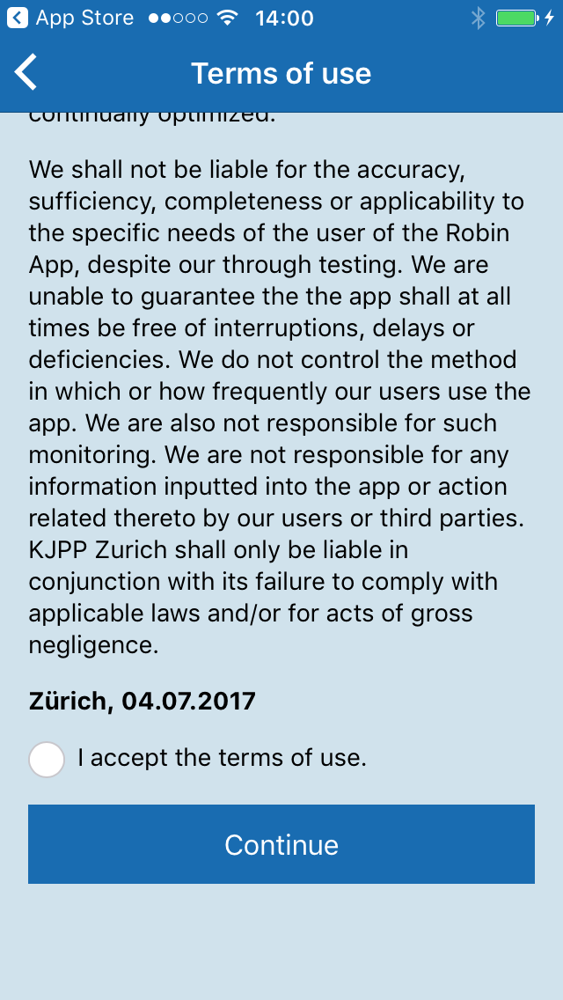 App Store 14:00
Terms of use
continually optimized.
We shall not be liable for the accuracy,
sufficiency, completeness or applicability to
the specific needs of the user of the Robin
App, despite our through testing. We are
unable to guarantee the the app shall at all
times be free of interruptions, delays or
deficiencies. We do not control the method
in which or how frequently our users use the
app. We are also not responsible for such
monitoring. We are not responsible for any
information inputted into the app or action
related thereto by our users or third parties.
KJPP Zurich shall only be liable in
conjunction with its failure to comply with
applicable laws and/or for acts of gross
negligence.
Zürich, 04.07.2017
I accept the terms of use.
Continue